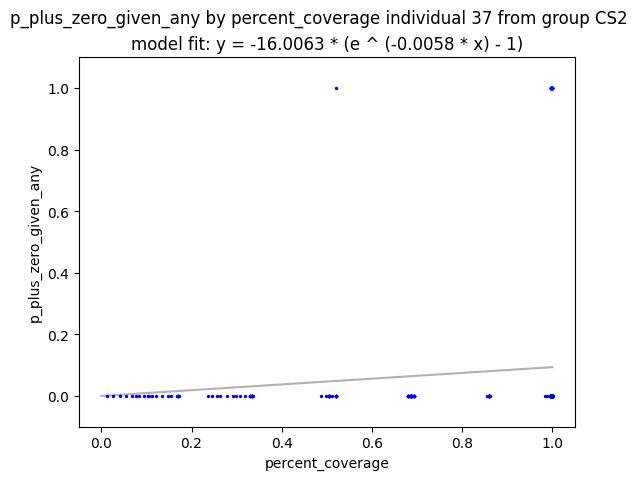 p_plus_zero_given_any by percent_coverage individual 37 from group CS2
model fit: y = -16.0063 * (e ^ (-0.0058 * x) - 1)
1.0
0.8
0.6
0.4
0.2
0.0
p_plus_zero_given_any
0.0 0.2 0.4 0.6 0.8 1.0
percent_coverage